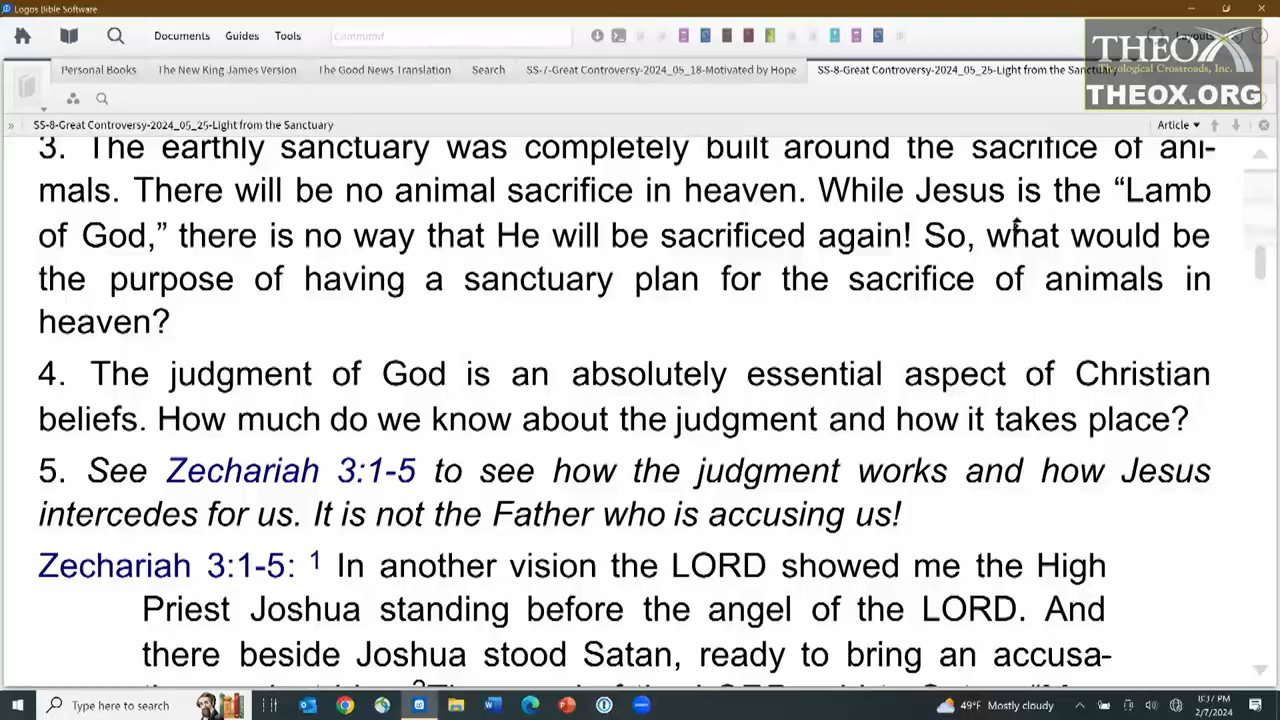 Logos Bible Software
Documents Guides Tools Command
THEOX
Theological Crossroads, Inc.
THEOX.ORG
Personal Books The New King James Version The Good Ne SS-7-Great Controversy-2024_05_18-Motivated by Hope SS-8-Great Controversy-2024_05_25-Light from the Sanctu
SS-8-Great Controversy-2024_05_25-Light from the Sanctuary Article
3. The earthly sanctuary was completely built around the sacrifice of ani-
mals. There will be no animal sacrifice in heaven. While Jesus is the “Lamb
of God,” there is no way that He will be sacrificed again! So, what would be
the purpose of having a sanctuary plan for the sacrifice of animals in
heaven?
4. The judgment of God is an absolutely essential aspect of Christian
beliefs. How much do we know about the judgment and how it takes place?
5. See Zechariah 3:1-5 to see how the judgment works and how Jesus
intercedes for us. It is not the Father who is accusing us!
Zechariah 3:1-5: 1 In another vision the LORD showed me the High
Priest Joshua standing before the angel of the LORD. And
there beside Joshua stood Satan, ready to bring an accusa-
Type here to search 49°F Mostly cloudy 8:37 PM
2/7/2024